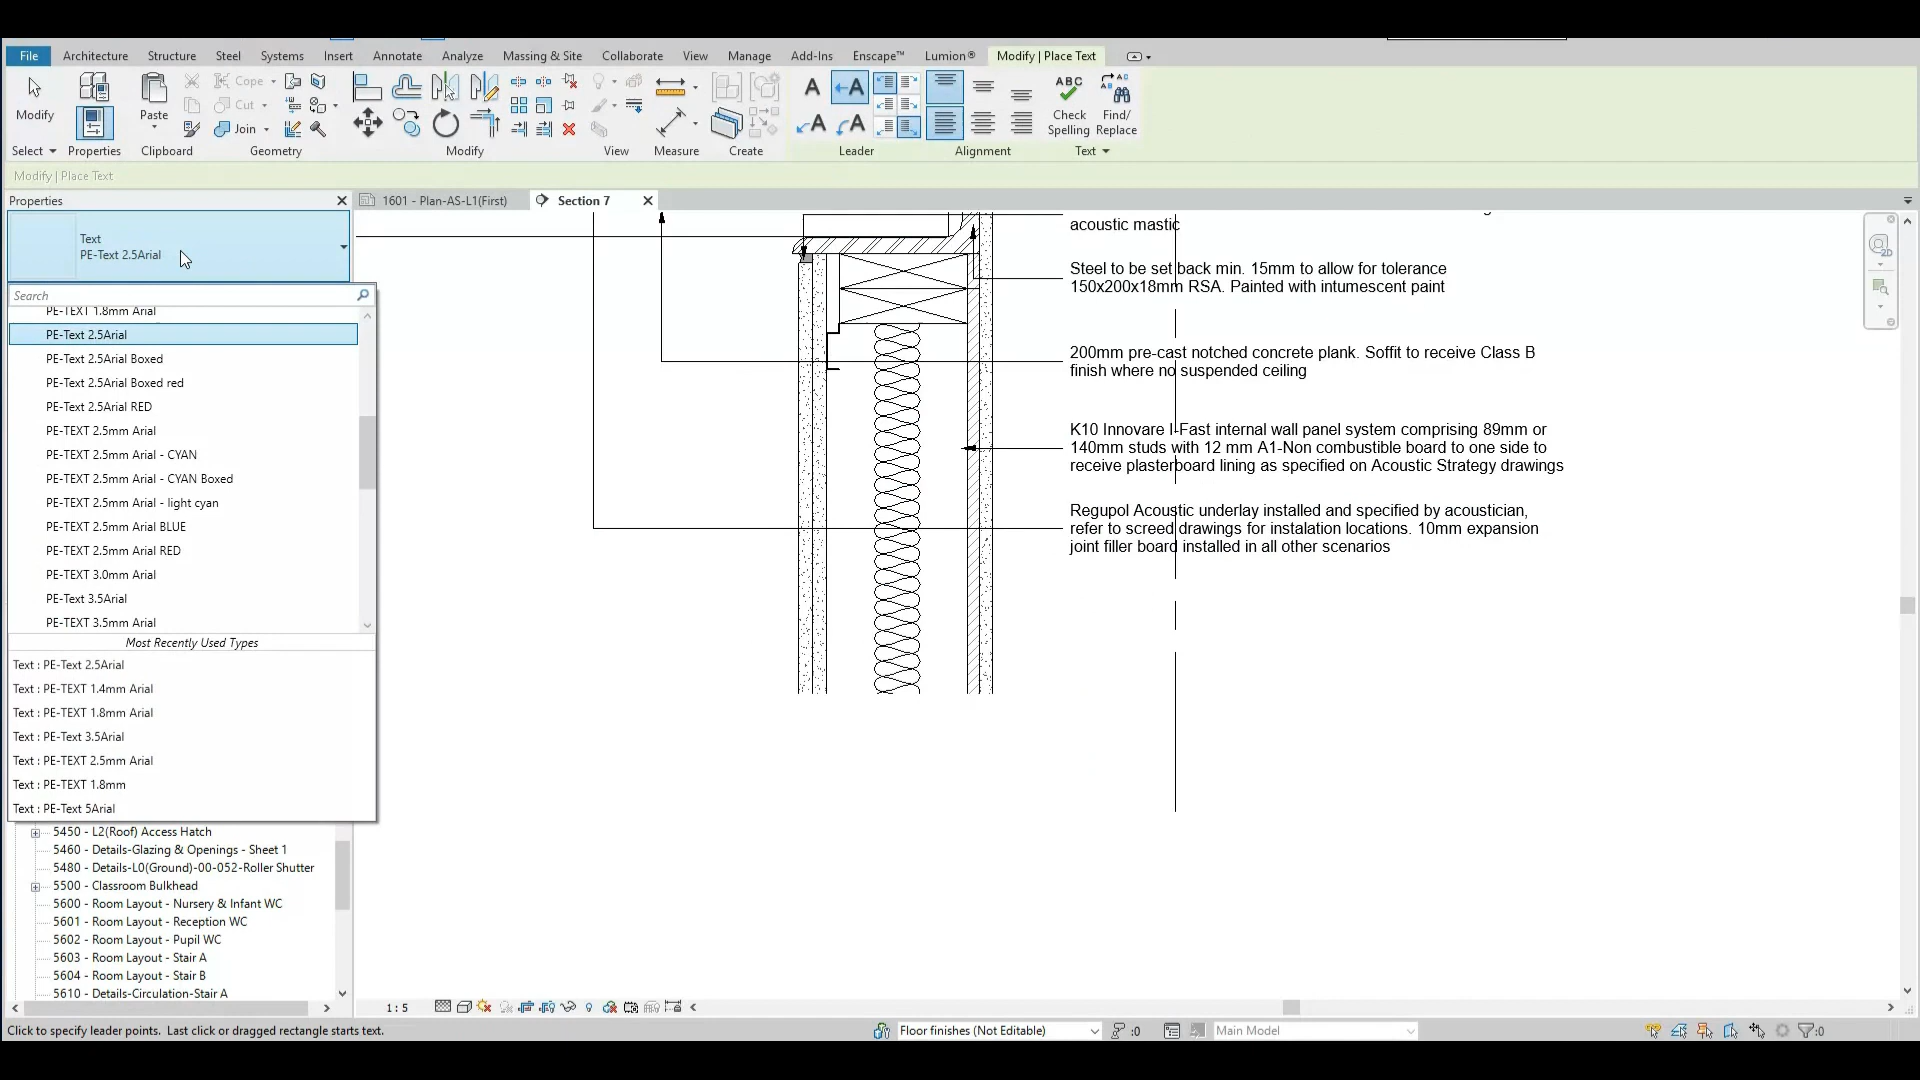 File Architecture Structure Steel Systems Insert Annotate Analyze Massing & Site Collaborate View Manage Add-Ins Enscape™ Lumion® Modify | Place Text
Modify
Paste
Cope
Cut
Join
A A
A A
ABC
Check
Spelling
Find/
Replace
Select Properties Clipboard Geometry Modify View Measure Create Leader Alignment Text
Modify | Place Text
Properties
1601 - Plan-AS-L1(First)
Section 7
Text
PE-Text 2.5Arial
Search
PE-TEXT 1.8mm Arial
PE-Text 2.5Arial
PE-Text 2.5Arial Boxed
PE-Text 2.5Arial Boxed red
PE-Text 2.5Arial RED
PE-TEXT 2.5mm Arial
PE-TEXT 2.5mm Arial - CYAN
PE-TEXT 2.5mm Arial - CYAN Boxed
PE-TEXT 2.5mm Arial - light cyan
PE-TEXT 2.5mm Arial BLUE
PE-TEXT 2.5mm Arial RED
PE-TEXT 3.0mm Arial
PE-Text 3.5Arial
PE-TEXT 3.5mm Arial
Most Recently Used Types
Text : PE-Text 2.5Arial
Text : PE-TEXT 1.4mm Arial
Text : PE-TEXT 1.8mm Arial
Text : PE-Text 3.5Arial
Text : PE-TEXT 2.5mm Arial
Text : PE-TEXT 1.8mm
Text : PE-Text 5Arial
5450 - L2(Roof) Access Hatch
5460 - Details-Glazing & Openings - Sheet 1
5480 - Details-L0(Ground)-00-052-Roller Shutter
5500 - Classroom Bulkhead
5600 - Room Layout - Nursery & Infant WC
5601 - Room Layout - Reception WC
5602 - Room Layout - Pupil WC
5603 - Room Layout - Stair A
5604 - Room Layout - Stair B
5610 - Details-Circulation-Stair A
acoustic mastic
Steel to be set back min. 15mm to allow for tolerance
150x200x18mm RSA. Painted with intumescent paint
200mm pre-cast notched concrete plank. Soffit to receive Class B
finish where no suspended ceiling
K10 Innovare I-Fast internal wall panel system comprising 89mm or
140mm studs with 12 mm A1-Non combustible board to one side to
receive plasterboard lining as specified on Acoustic Strategy drawings
Regupol Acoustic underlay installed and specified by acoustician,
refer to screed drawings for instalation locations. 10mm expansion
joint filler board installed in all other scenarios
2D
1 : 5
Click to specify leader points. Last click or dragged rectangle starts text.
Floor finishes (Not Editable)
:0
Main Model
:0